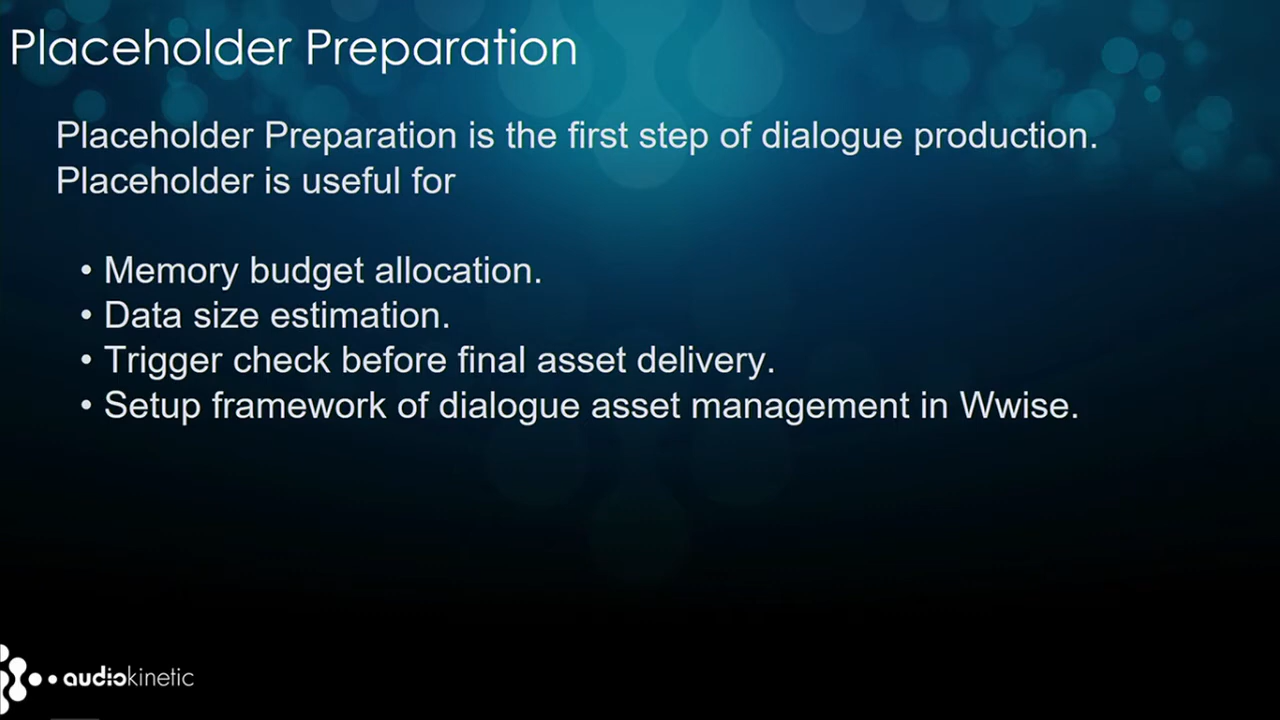 Placeholder Preparation
Placeholder Preparation is the first step of dialogue production.
Placeholder is useful for
• Memory budget allocation.
• Data size estimation.
• Trigger check before final asset delivery.
• Setup framework of dialogue asset management in Wwise.
audiokinetic